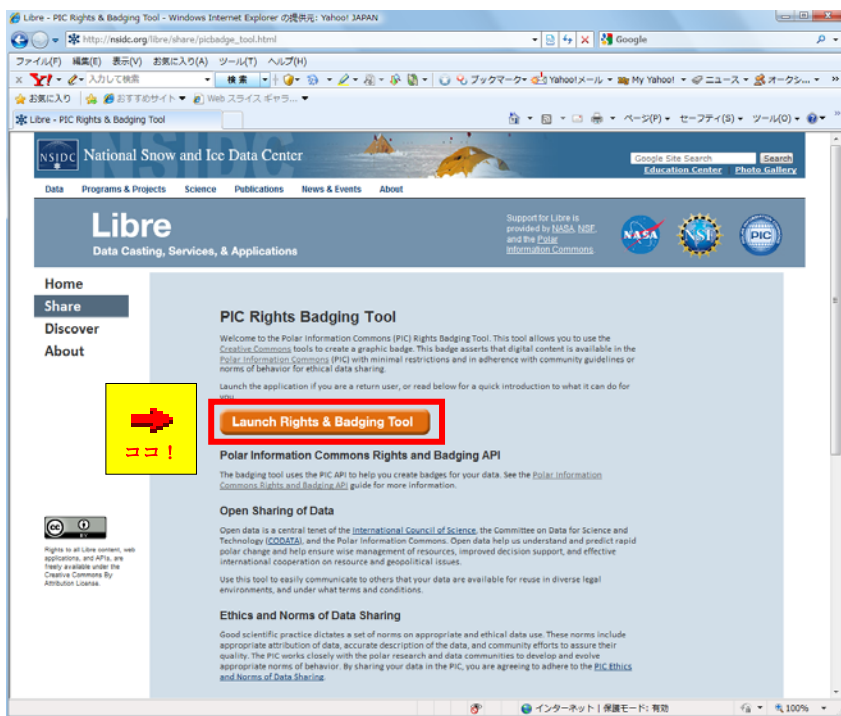 Libre - PIC Rights & Badging Tool - Windows Internet Explorer の提供元: Yahoo! JAPAN
http://nsidc.org/libre/share/picbadge_tool.html
Google
ファイル(F) 編集(E) 表示(V) お気に入り(A) ツール(T) ヘルプ(H)
x Y! 入力して検索 検索 ブックマーク Yahoo!メール My Yahoo! ニュース オークシ...
お気に入り おすすめサイト Web スライス ギャラ...
Libre - PIC Rights & Badging Tool
ページ(P) セーフティ(S) ツール(O)
NSIDC National Snow and Ice Data Center
Google Site Search Search
Education Center Photo Gallery
Data Programs & Projects Science Publications News & Events About
Libre
Data Casting, Services, & Applications
Support for Libre is
provided by NASA, NSF,
and the Polar
Information Commons.
NASA NSF PIC
Home
Share
Discover
About
PIC Rights Badging Tool
Welcome to the Polar Information Commons (PIC) Rights Badging Tool. This tool allows you to use the
Creative Commons tools to create a graphic badge. This badge asserts that digital content is available in the
Polar Information Commons (PIC) with minimal restrictions and in adherence with community guidelines or
norms of behavior for ethical data sharing.
Launch the application if you are a return user, or read below for a quick introduction to what it can do for
you.
ココ！
Launch Rights & Badging Tool
Polar Information Commons Rights and Badging API
The badging tool uses the PIC API to help you create badges for your data. See the Polar Information
Commons Rights and Badging API guide for more information.
Open Sharing of Data
Open data is a central tenet of the International Council of Science, the Committee on Data for Science and
Technology (CODATA), and the Polar Information Commons. Open data help us understand and predict rapid
polar change and help ensure wise management of resources, improved decision support, and effective
international cooperation on resource and geopolitical issues.
Use this tool to easily communicate to others that your data are available for reuse in diverse legal
environments, and under what terms and conditions.
cc BY
Rights to all Libre content, web
applications, and APIs, are
freely available under the
Creative Commons By
Attribution License.
Ethics and Norms of Data Sharing
Good scientific practice dictates a set of norms on appropriate and ethical data use. These norms include
appropriate attribution of data, accurate description of the data, and community efforts to assure their
quality. The PIC works closely with the polar research and data communities to develop and evolve
appropriate norms of behavior. By sharing your data in the PIC, you are agreeing to adhere to the PIC Ethics
and Norms of Data Sharing.
インターネット | 保護モード: 有効
100%